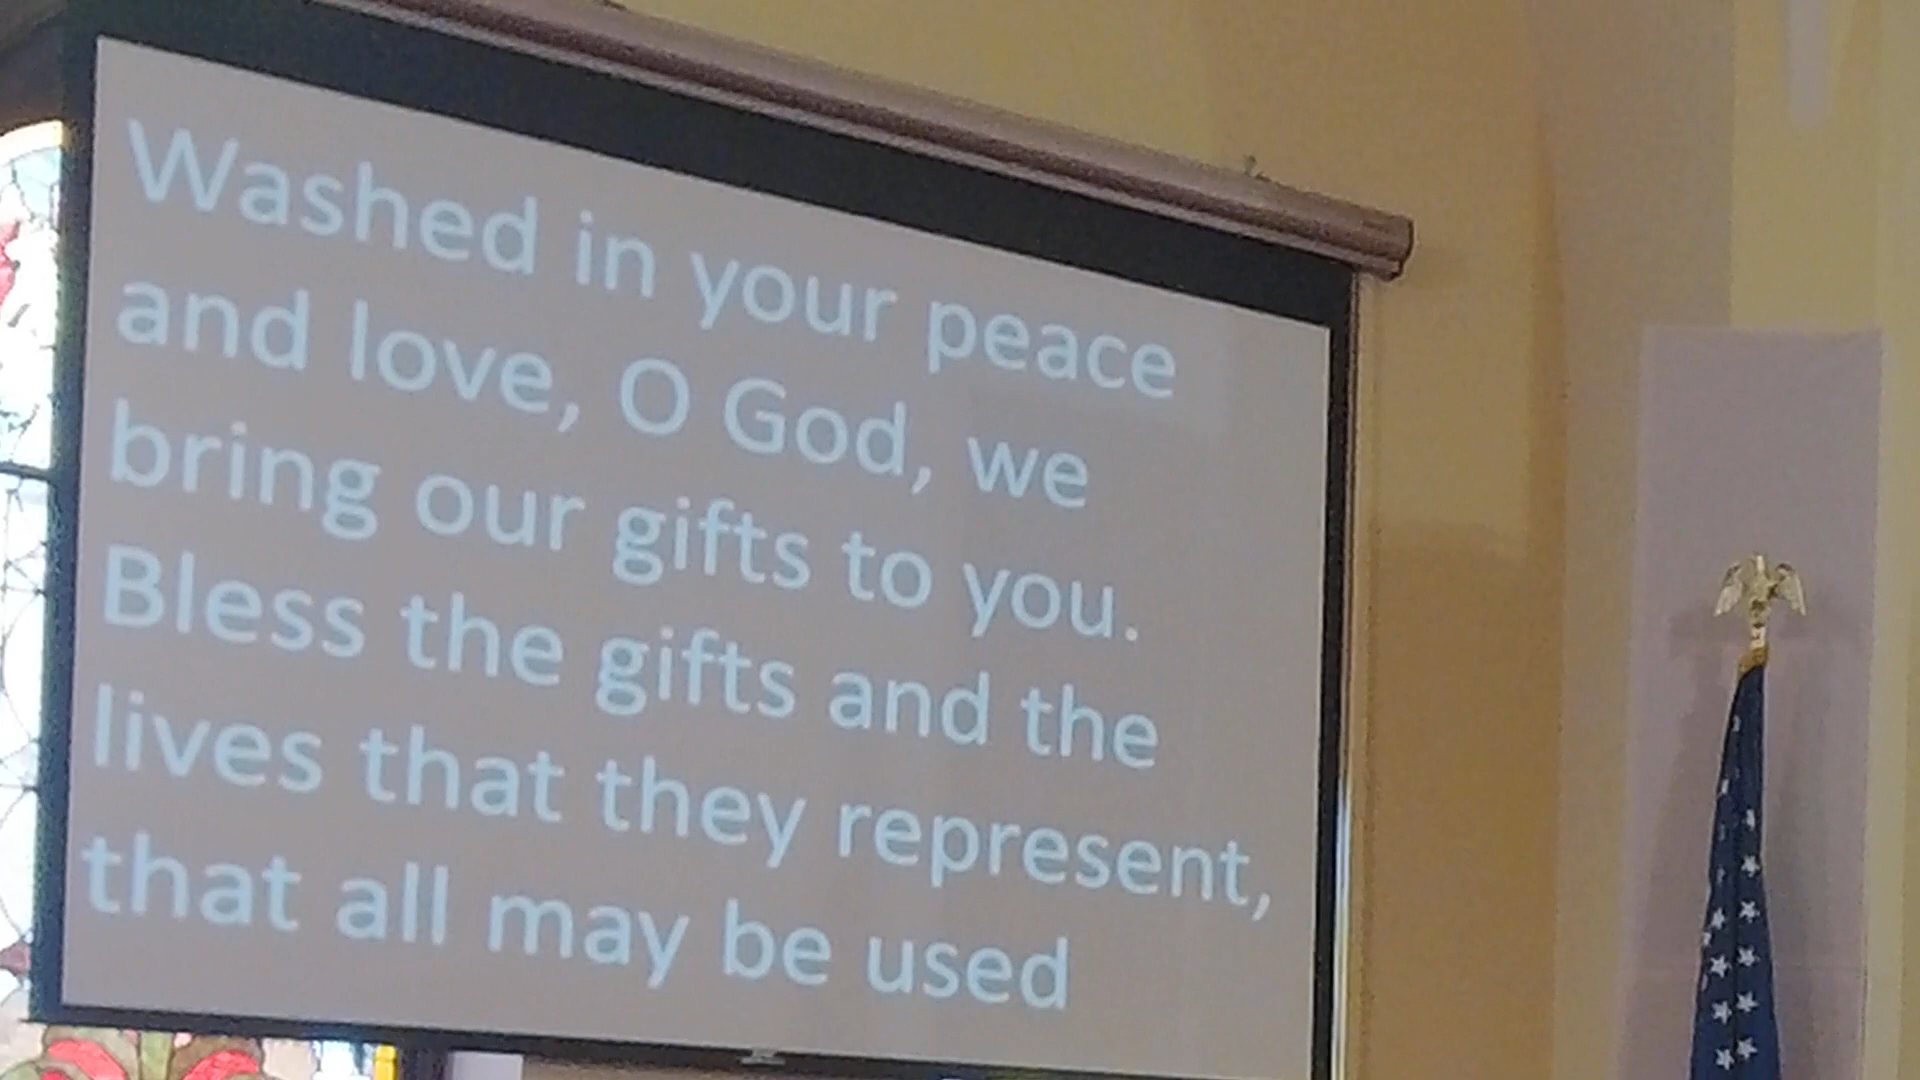 Washed in your peace
and love, O God, we
bring our gifts to you.
Bless the gifts and the
lives that they represent,
that all may be used